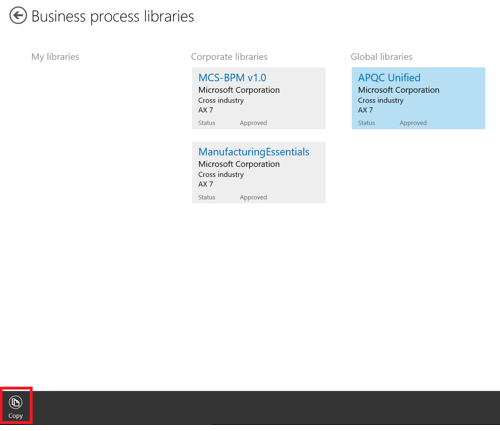 Business process libraries
My libraries
Corporate libraries
Global libraries
MCS-BPM v1.0
Microsoft Corporation
Cross industry
AX 7
Status Approved
APQC Unified
Microsoft Corporation
Cross industry
AX 7
Status Approved
ManufacturingEssentials
Microsoft Corporation
Cross industry
AX 7
Status Approved
Copy